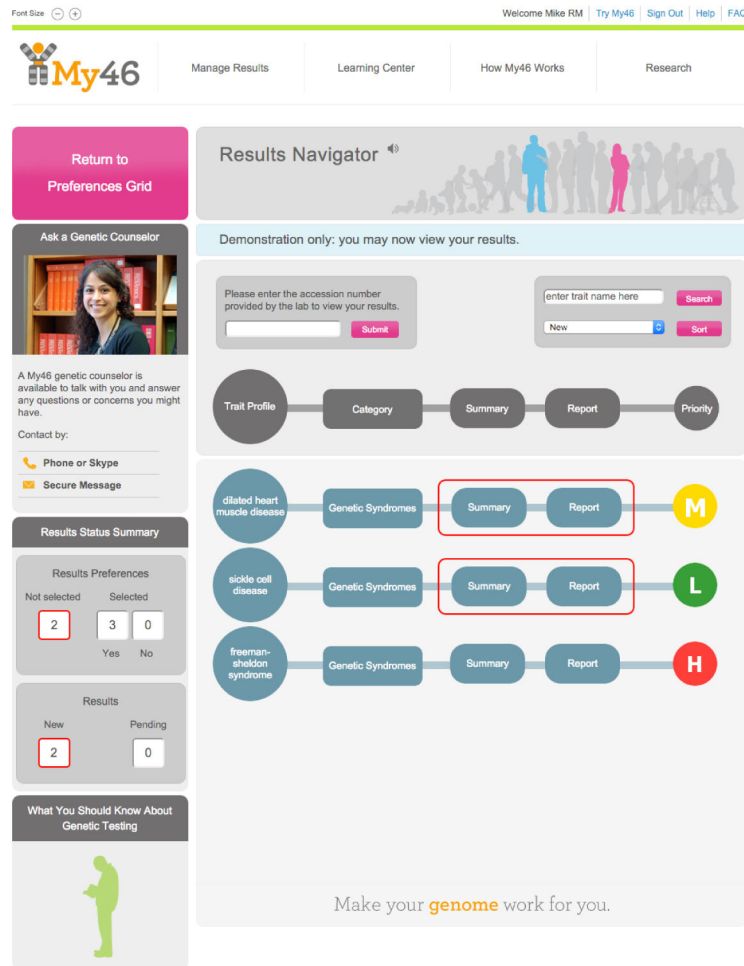 Font Size
Welcome Mike RM Try My46 Sign Out Help FAQ
My46
Manage Results
Learning Center
How My46 Works
Research
Return to
Preferences Grid
Results Navigator
Ask a Genetic Counselor
A My46 genetic counselor is
available to talk with you and answer
any questions or concerns you might
have.
Contact by:
Phone or Skype
Secure Message
Results Status Summary
Results Preferences
Not selected Selected
2 3 0
Yes No
Results
New Pending
2 0
What You Should Know About
Genetic Testing
Demonstration only: you may now view your results.
Please enter the accession number
provided by the lab to view your results.
Submit
enter trait name here Search
New Sort
Trait Profile Category Summary Report Priority
dilated heart
muscle disease
Genetic Syndromes Summary Report M
sickle cell
disease
Genetic Syndromes Summary Report L
freeman-
sheldon
syndrome
Genetic Syndromes Summary Report H
Make your genome work for you.